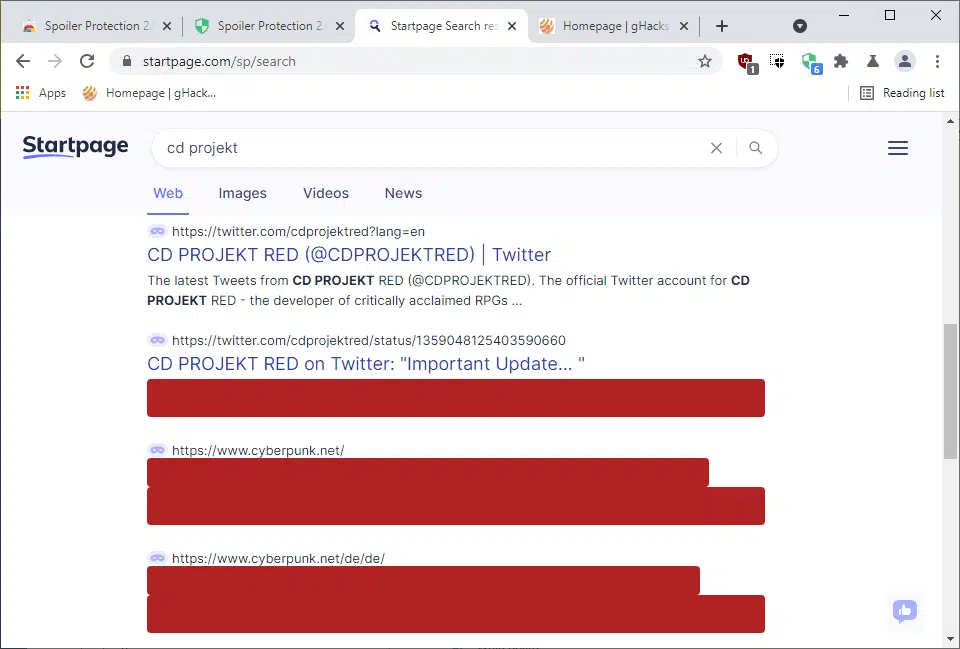 Spoiler Protection 2.
Spoiler Protection 2.
Startpage Search res
Homepage | gHacks
startpage.com/sp/search
1
6
Apps
Homepage | gHack...
Reading list
Startpage
cd projekt
Web
Images
Videos
News
https://twitter.com/cdprojektred?lang=en
CD PROJEKT RED (@CDPROJEKTRED) | Twitter
The latest Tweets from CD PROJEKT RED (@CDPROJEKTRED). The official Twitter account for CD
PROJEKT RED - the developer of critically acclaimed RPGs ...
https://twitter.com/cdprojektred/status/1359048125403590660
CD PROJEKT RED on Twitter: "Important Update… "
https://www.cyberpunk.net/
https://www.cyberpunk.net/de/de/